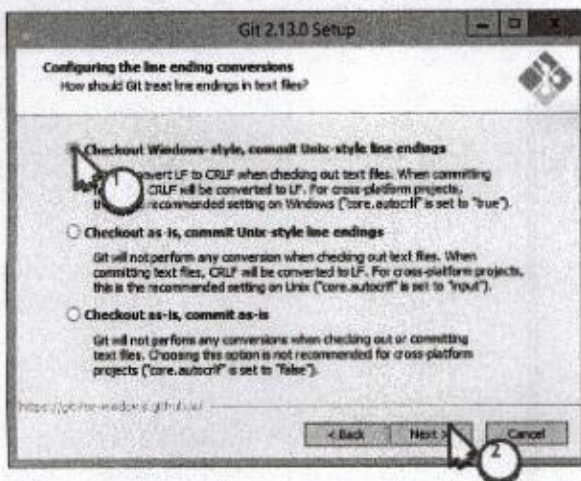 Git 2.13.0 Setup
Configuring the line ending conversions
How should Git treat line endings in text files?
Checkout Windows-style, commit Unix-style line endings
convert LF to CRLF when checking out text files. When committing
CRLF will be converted to LF. For cross-platform projects,
recommended setting on Windows ("core.autocrlf" is set to "true").
1
Checkout as-is, commit Unix-style line endings
Git will not perform any conversion when checking out text files. When
committing text files, CRLF will be converted to LF. For cross-platform projects,
this is the recommended setting on Unix ("core.autocrlf" is set to "input").
Checkout as-is, commit as-is
Git will not perform any conversions when checking out or committing
text files. Choosing this option is not recommended for cross-platform
projects ("core.autocrlf" is set to "false").
https://git-for-windows.github.io/
< Back
Next >
Cancel
2